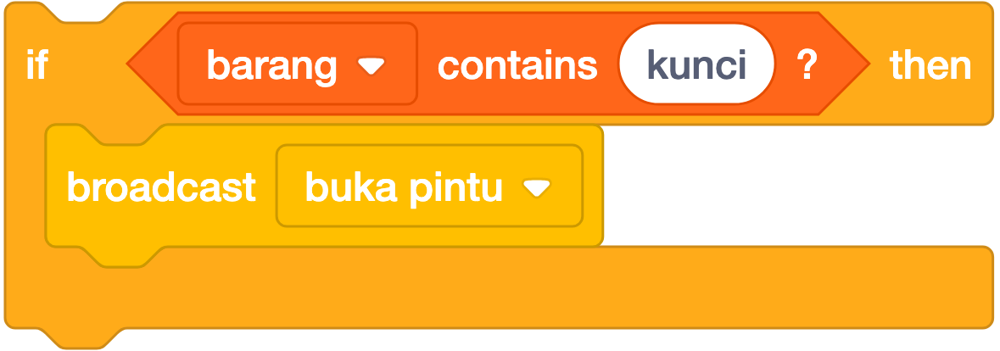 if barang contains kunci ? then
broadcast buka pintu